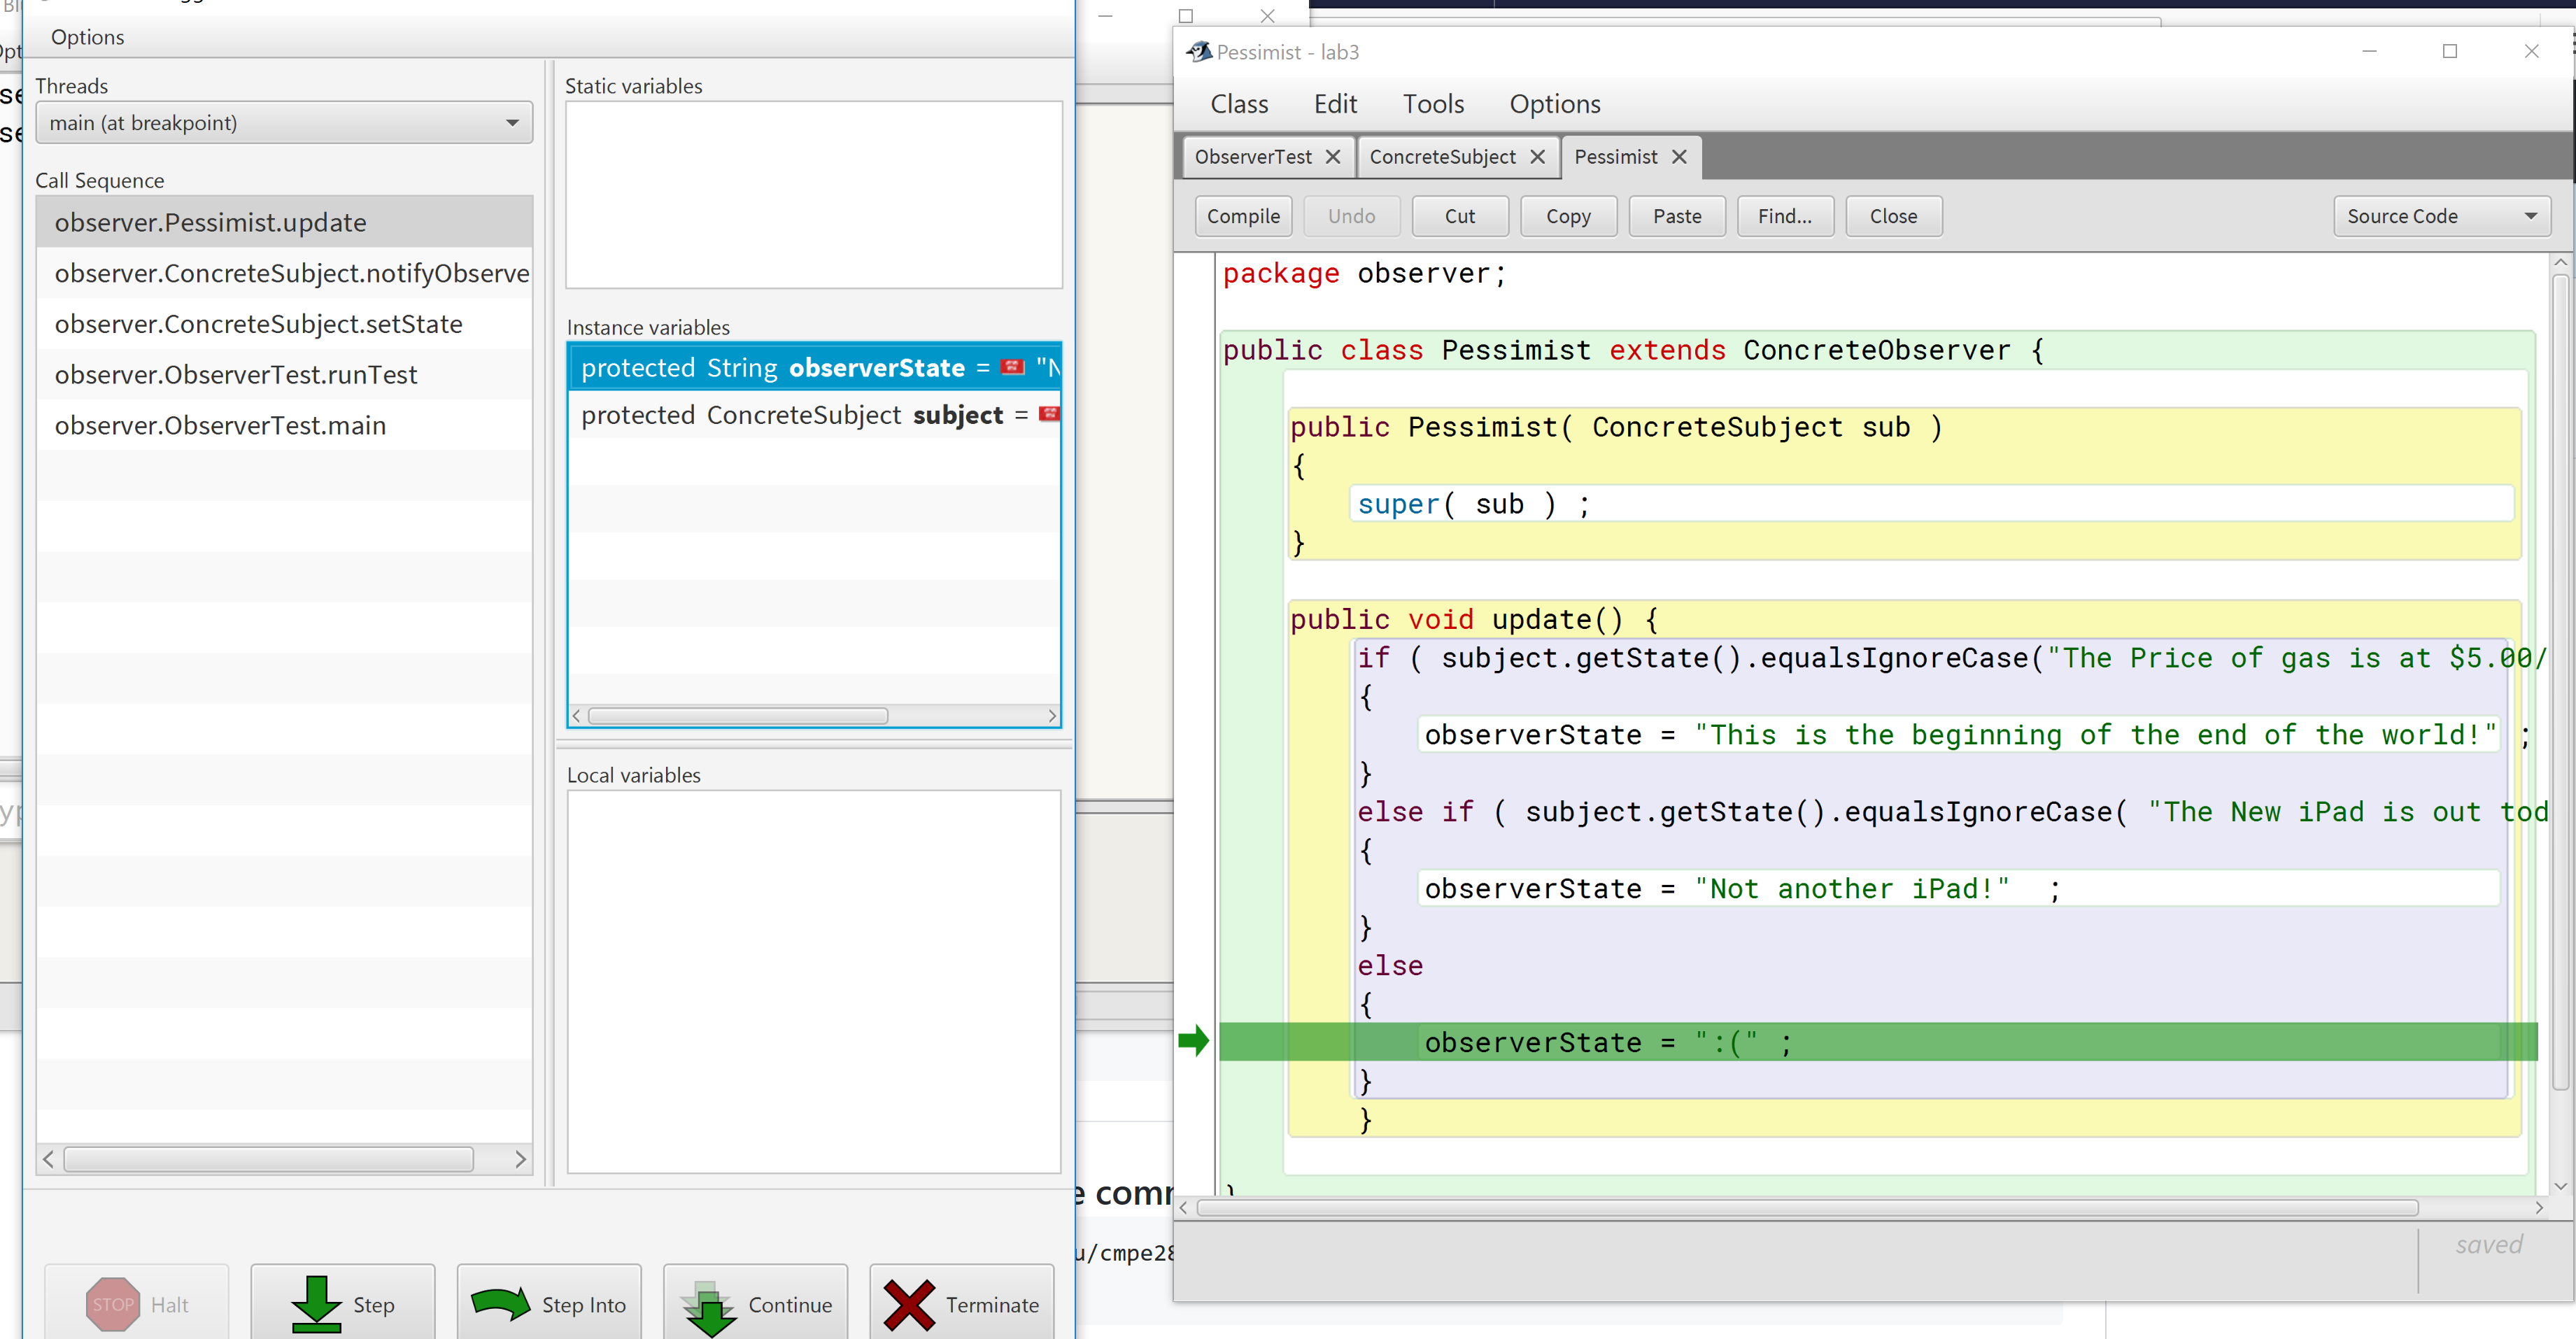 Options
Threads
main (at breakpoint)
Call Sequence
observer.Pessimist.update
observer.ConcreteSubject.notifyObserve
observer.ConcreteSubject.setState
observer.ObserverTest.runTest
observer.ObserverTest.main
Static variables
Instance variables
protected String observerState = "N
protected ConcreteSubject subject =
Local variables
STOP Halt
Step
Step Into
Continue
Terminate
e comm
u/cmpe28
Pessimist - lab3
Class Edit Tools Options
ObserverTest ConcreteSubject Pessimist
Compile Undo Cut Copy Paste Find... Close Source Code
package observer;
public class Pessimist extends ConcreteObserver {
public Pessimist( ConcreteSubject sub )
{
super( sub ) ;
}
public void update() {
if ( subject.getState().equalsIgnoreCase("The Price of gas is at $5.00/
{
observerState = "This is the beginning of the end of the world!" ;
}
else if ( subject.getState().equalsIgnoreCase( "The New iPad is out tod
{
observerState = "Not another iPad!" ;
}
else
{
observerState = ":(" ;
}
}
}
saved